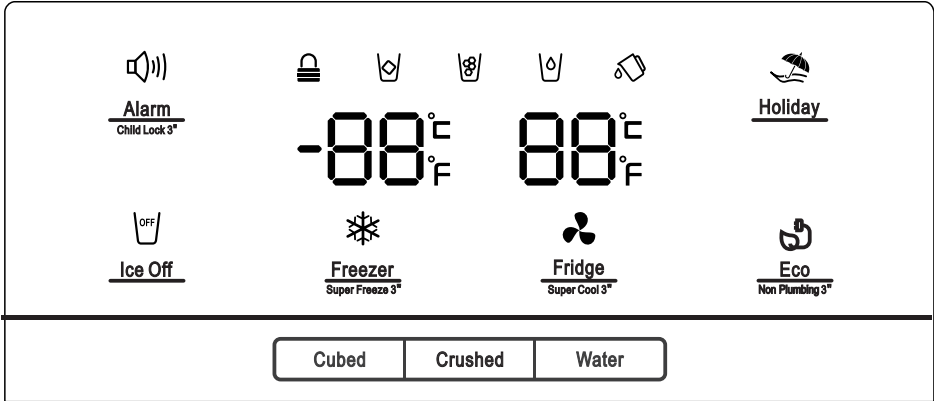 Alarm
Child Lock 3"
Holiday
-88 °C °F
88 °C °F
OFF
Ice Off
Freezer
Super Freeze 3"
Fridge
Super Cool 3"
Eco
Non Plumbing 3"
Cubed
Crushed
Water